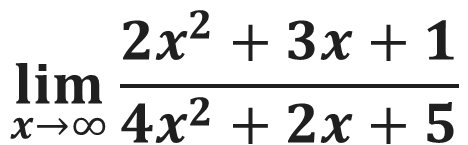 lim x→∞ (2x² + 3x + 1)/(4x² + 2x + 5)